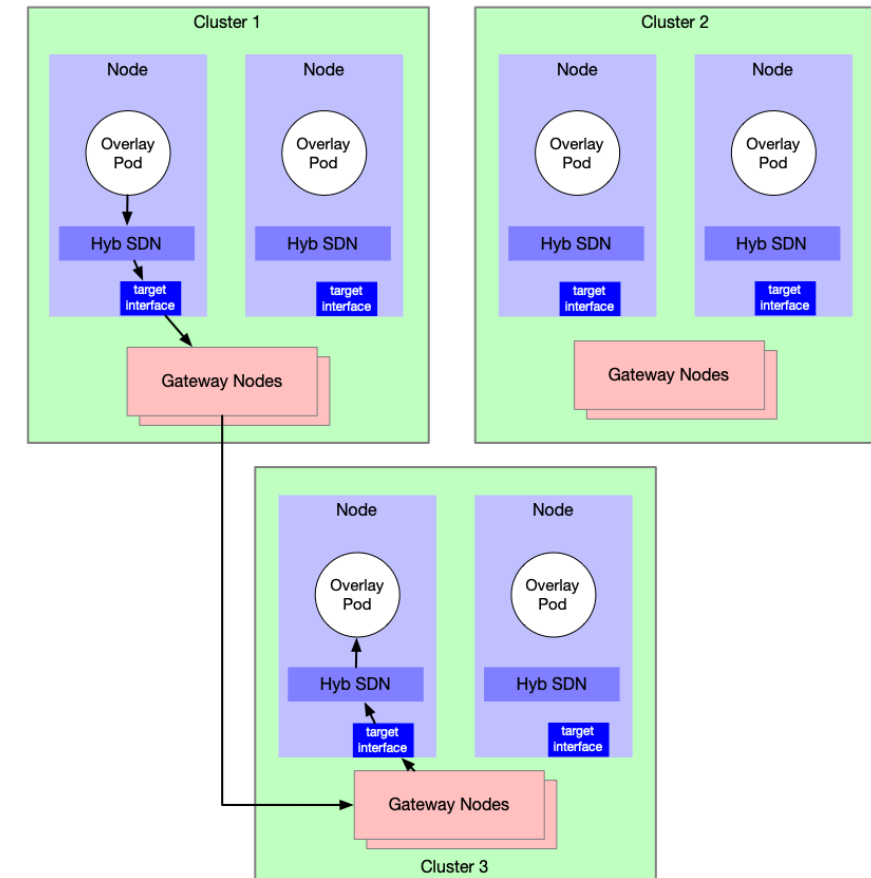 Cluster 1
Node
Node
Overlay
Pod
Overlay
Pod
Hyb SDN
Hyb SDN
target
interface
target
interface
Gateway Nodes
Cluster 2
Node
Node
Overlay
Pod
Overlay
Pod
Hyb SDN
Hyb SDN
target
interface
target
interface
Gateway Nodes
Node
Node
Overlay
Pod
Overlay
Pod
Hyb SDN
Hyb SDN
target
interface
target
interface
Gateway Nodes
Cluster 3